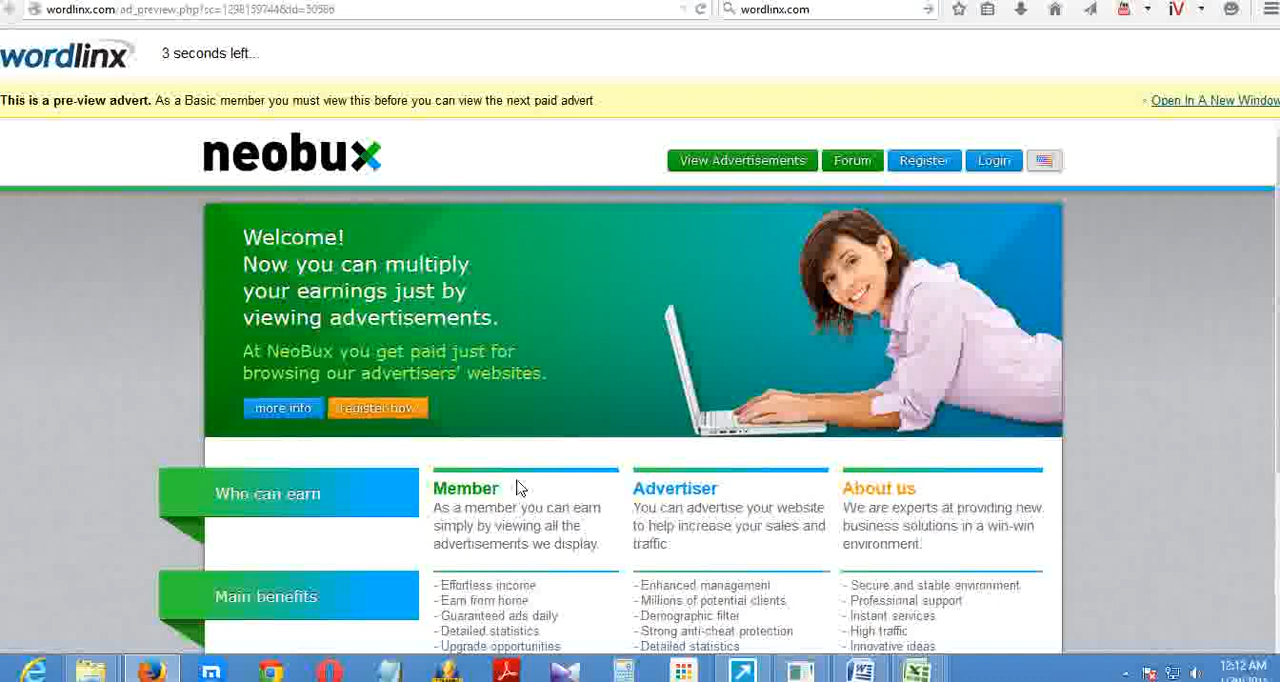 wordlinx.com/ad_preview.php?sc=1298159744&dd=50586
wordlinx.com
wordlinx
3 seconds left...
This is a pre-view advert. As a Basic member you must view this before you can view the next paid advert
Open In A New Window
neobux
View Advertisements
Forum
Register
Login
Welcome!
Now you can multiply
your earnings just by
viewing advertisements.
At NeoBux you get paid just for
browsing our advertisers' websites.
more info
register now
Who can earn
Member
As a member you can earn
simply by viewing all the
advertisements we display.
Advertiser
You can advertise your website
to help increase your sales and
traffic.
About us
We are experts at providing new
business solutions in a win-win
environment.
Main benefits
- Effortless income
- Earn from home
- Guaranteed ads daily
- Detailed statistics
- Upgrade opportunities
- Enhanced management
- Millions of potential clients
- Demographic filter
- Strong anti-cheat protection
- Detailed statistics
- Secure and stable environment
- Professional support
- Instant services
- High traffic
- Innovative ideas
12:12 AM